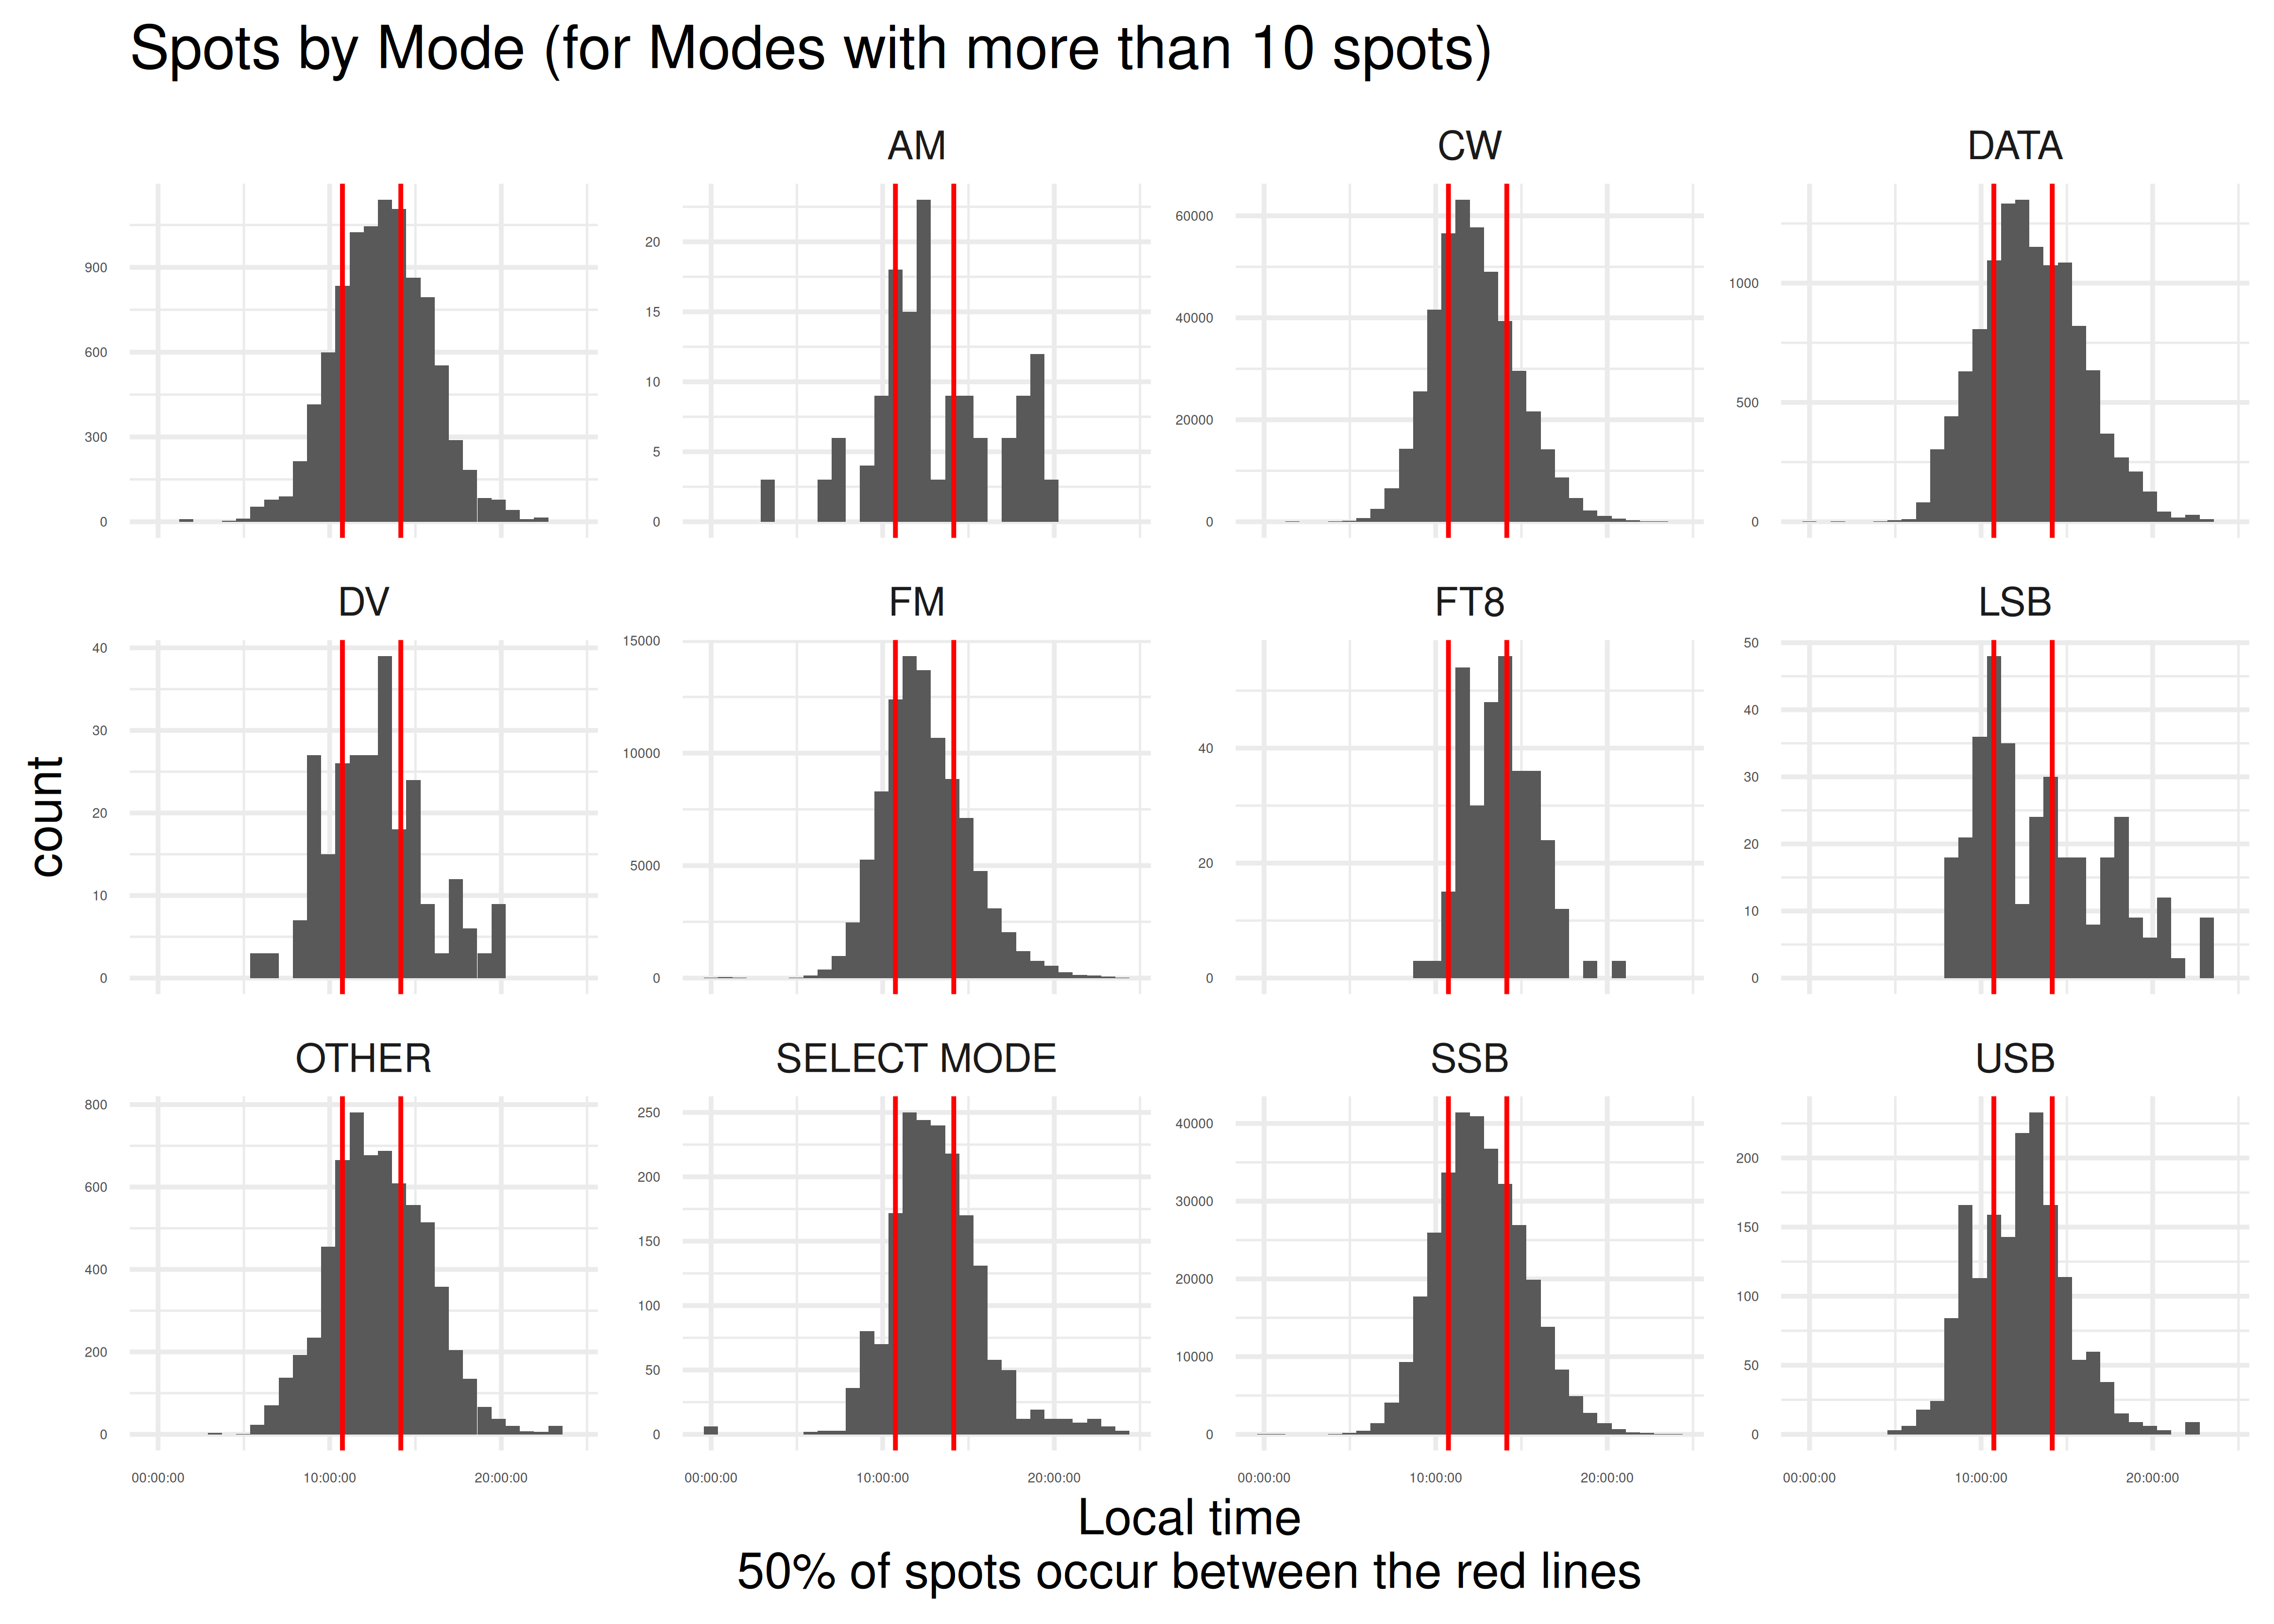 Spots by Mode (for Modes with more than 10 spots)
AM
CW
DATA
900
600
300
0
20
15
10
5
0
60000
40000
20000
0
1000
500
0
DV
FM
FT8
LSB
40
30
20
10
0
15000
10000
5000
0
40
20
0
50
40
30
20
10
0
count
OTHER
SELECT MODE
SSB
USB
800
600
400
200
0
250
200
150
100
50
0
40000
30000
20000
10000
0
200
150
100
50
0
00:00:00 10:00:00 20:00:00
00:00:00 10:00:00 20:00:00
00:00:00 10:00:00 20:00:00
00:00:00 10:00:00 20:00:00
Local time
50% of spots occur between the red lines